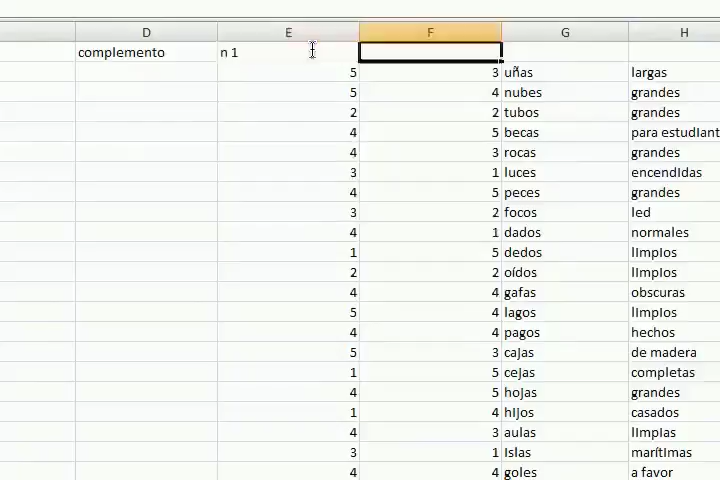 D E F G H
complemento n 1
5 3 uñas largas
5 4 nubes grandes
2 2 tubos grandes
4 5 becas para estudiant
4 3 rocas grandes
3 1 luces encendidas
4 5 peces grandes
3 2 focos led
4 1 dados normales
1 5 dedos limpios
2 2 oídos limpios
4 4 gafas obscuras
5 4 lagos limpios
4 4 pagos hechos
5 3 cajas de madera
1 5 cejas completas
4 5 hojas grandes
1 4 hijos casados
4 3 aulas limpias
3 1 islas marítimas
4 4 goles a favor